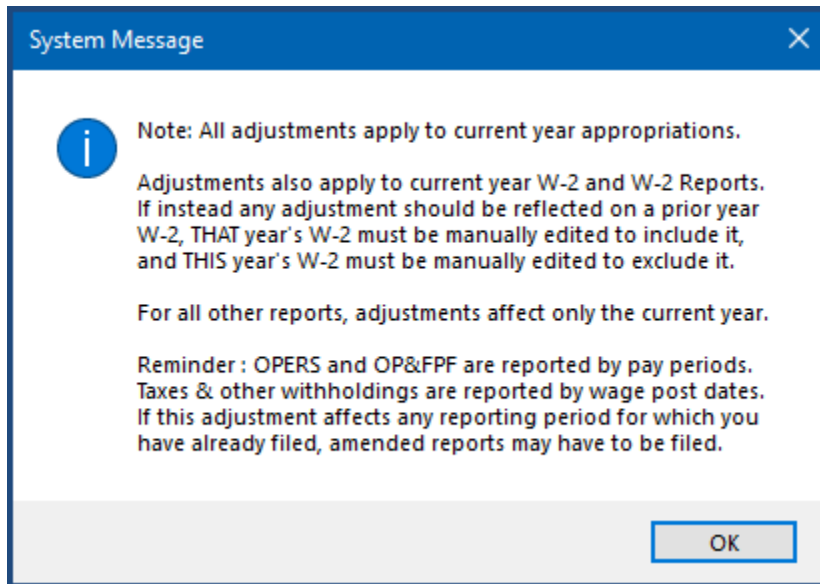 System Message
Note: All adjustments apply to current year appropriations.
Adjustments also apply to current year W-2 and W-2 Reports.
If instead any adjustment should be reflected on a prior year
W-2, THAT year's W-2 must be manually edited to include it,
and THIS year's W-2 must be manually edited to exclude it.
For all other reports, adjustments affect only the current year.
Reminder : OPERS and OP&FPF are reported by pay periods.
Taxes & other withholdings are reported by wage post dates.
If this adjustment affects any reporting period for which you
have already filed, amended reports may have to be filed.
OK